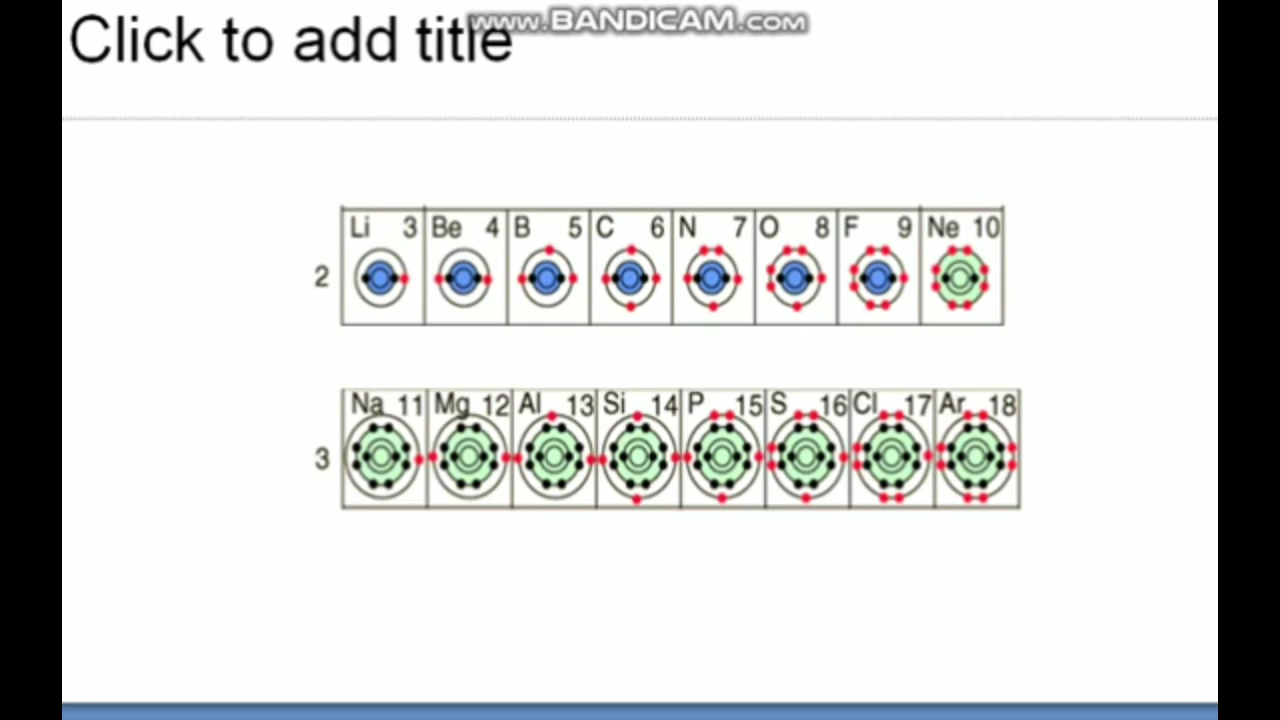 www.BANDICAM.com
Click to add title
Li 3 Be 4 B 5 C 6 N 7 O 8 F 9 Ne 10
2
Na 11 Mg 12 Al 13 Si 14 P 15 S 16 Cl 17 Ar 18
3